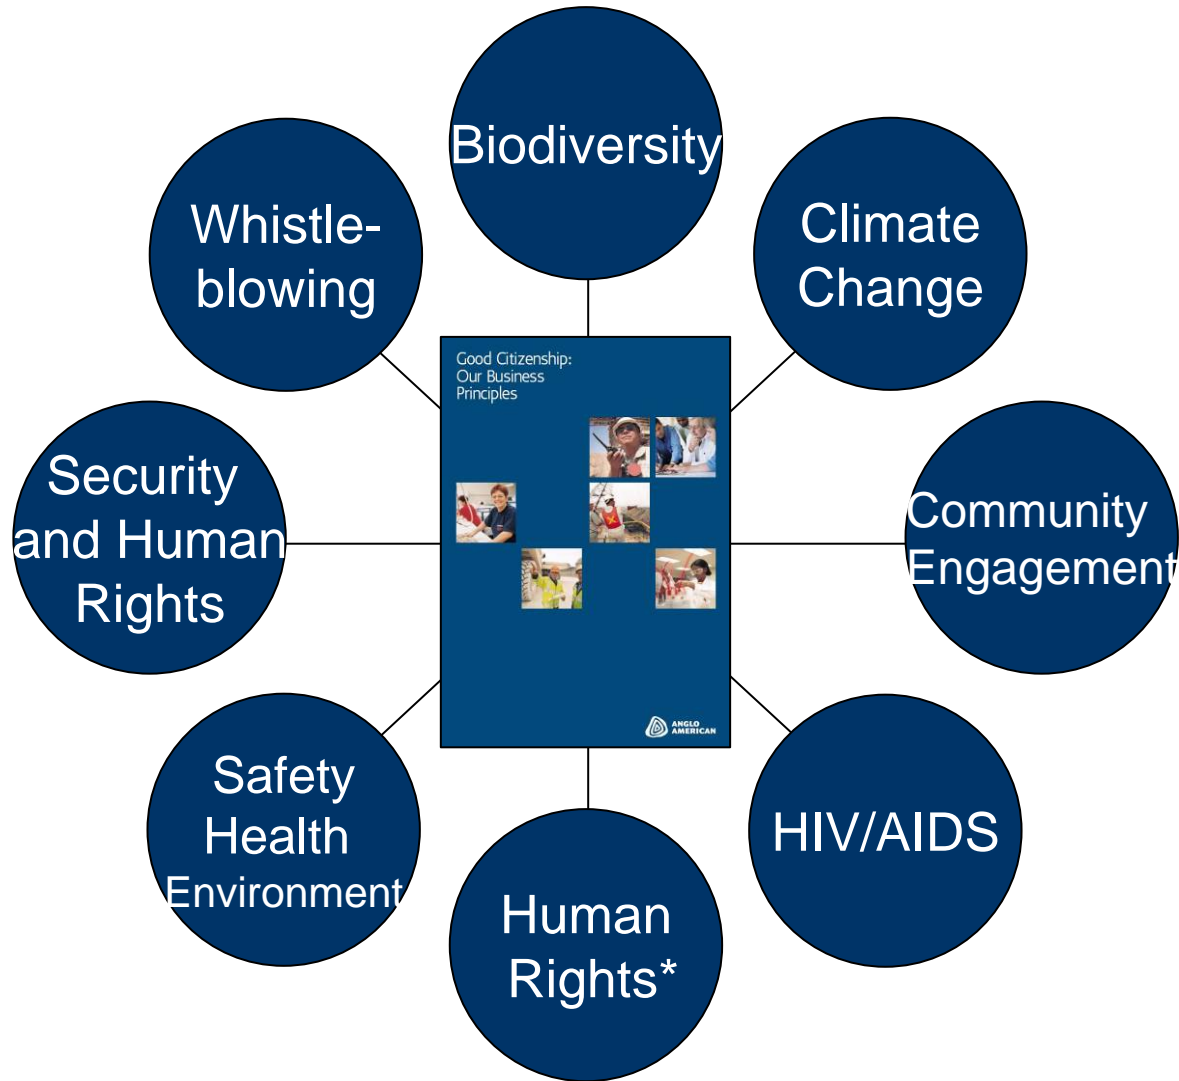 Biodiversity
Whistle-
blowing
Climate
Change
Good Citizenship:
Our Business
Principles
Security
and Human
Rights
Community
Engagement
ANGLO
AMERICAN
Safety
Health
Environment
HIV/AIDS
Human
Rights*